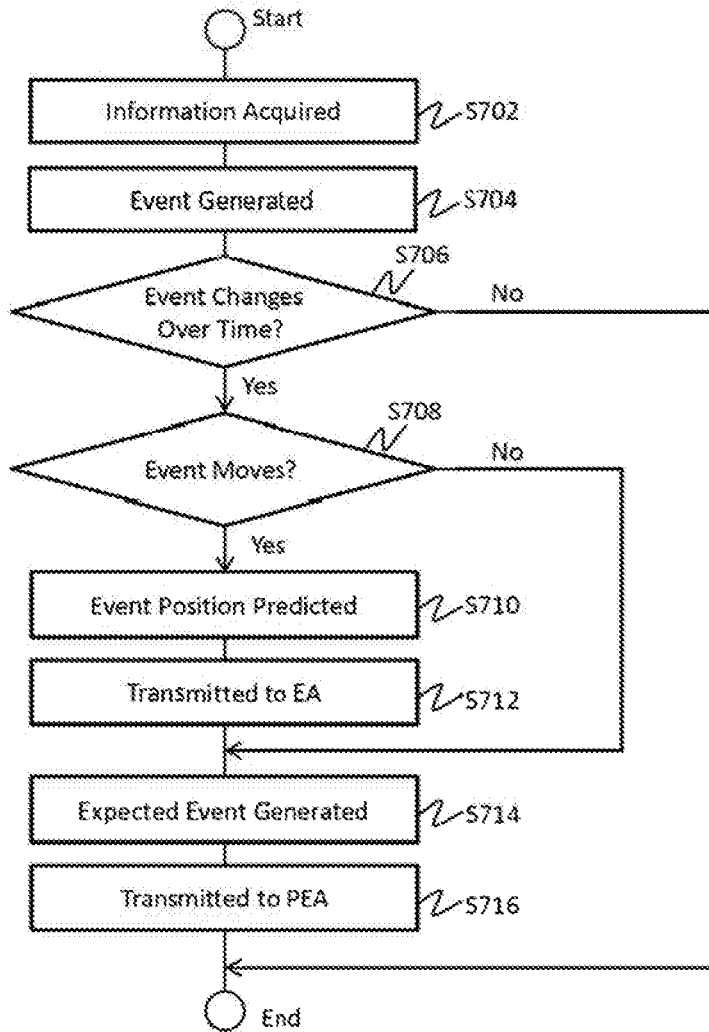 Start
Information Acquired
S702
Event Generated
S704
S706
Event Changes
Over Time?
No
Yes
S708
Event Moves?
No
Yes
Event Position Predicted
S710
Transmitted to EA
S712
Expected Event Generated
S714
Transmitted to PEA
S716
End